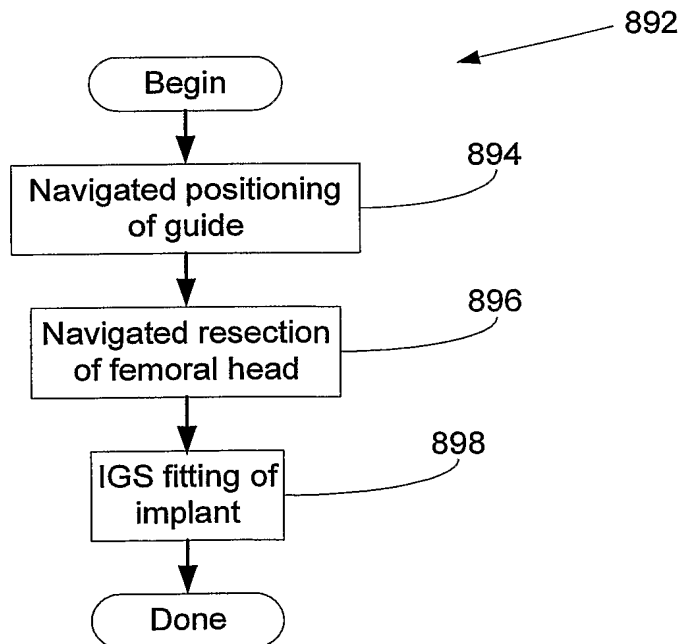 892
Begin
894
Navigated positioning
of guide
896
Navigated resection
of femoral head
898
IGS fitting of
implant
Done